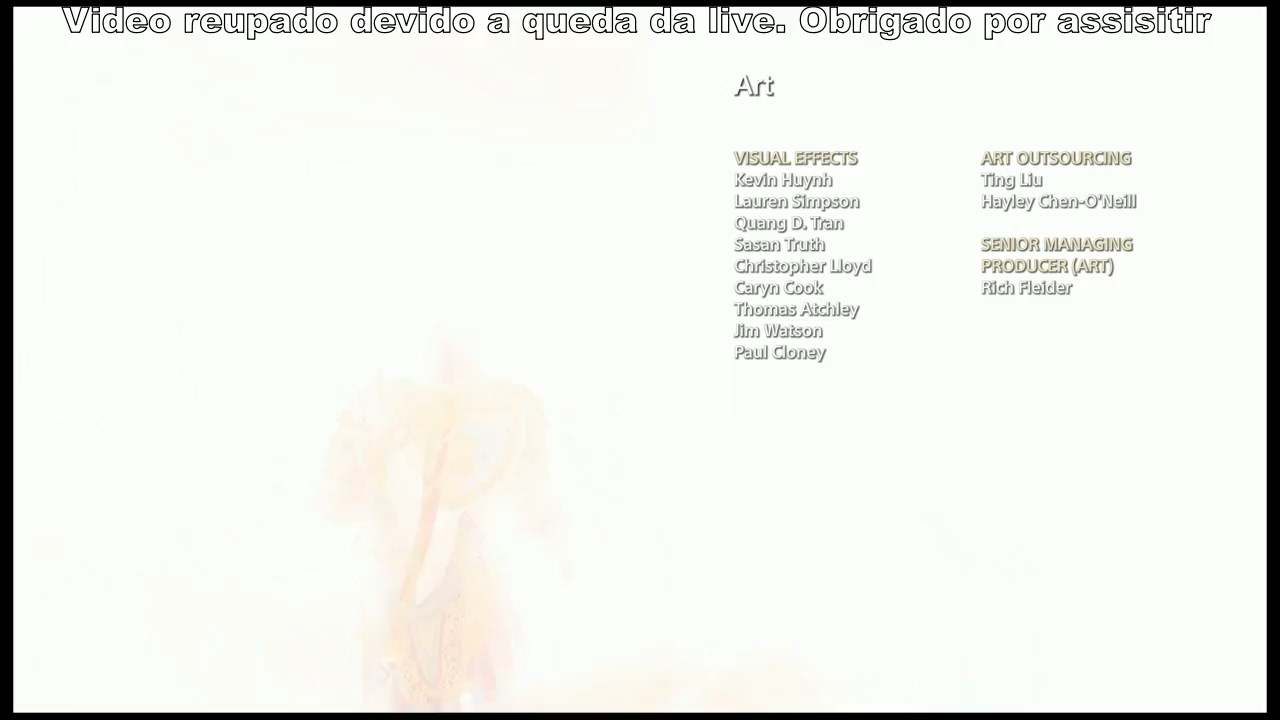 Video reupado devido a queda da live. Obrigado por assisitir
Art
VISUAL EFFECTS
Kevin Huynh
Lauren Simpson
Quang D. Tran
Sasan Truth
Christopher Lloyd
Caryn Cook
Thomas Atchley
Jim Watson
Paul Cloney
ART OUTSOURCING
Ting Liu
Hayley Chen-O'Neill
SENIOR MANAGING
PRODUCER (ART)
Rich Fleider